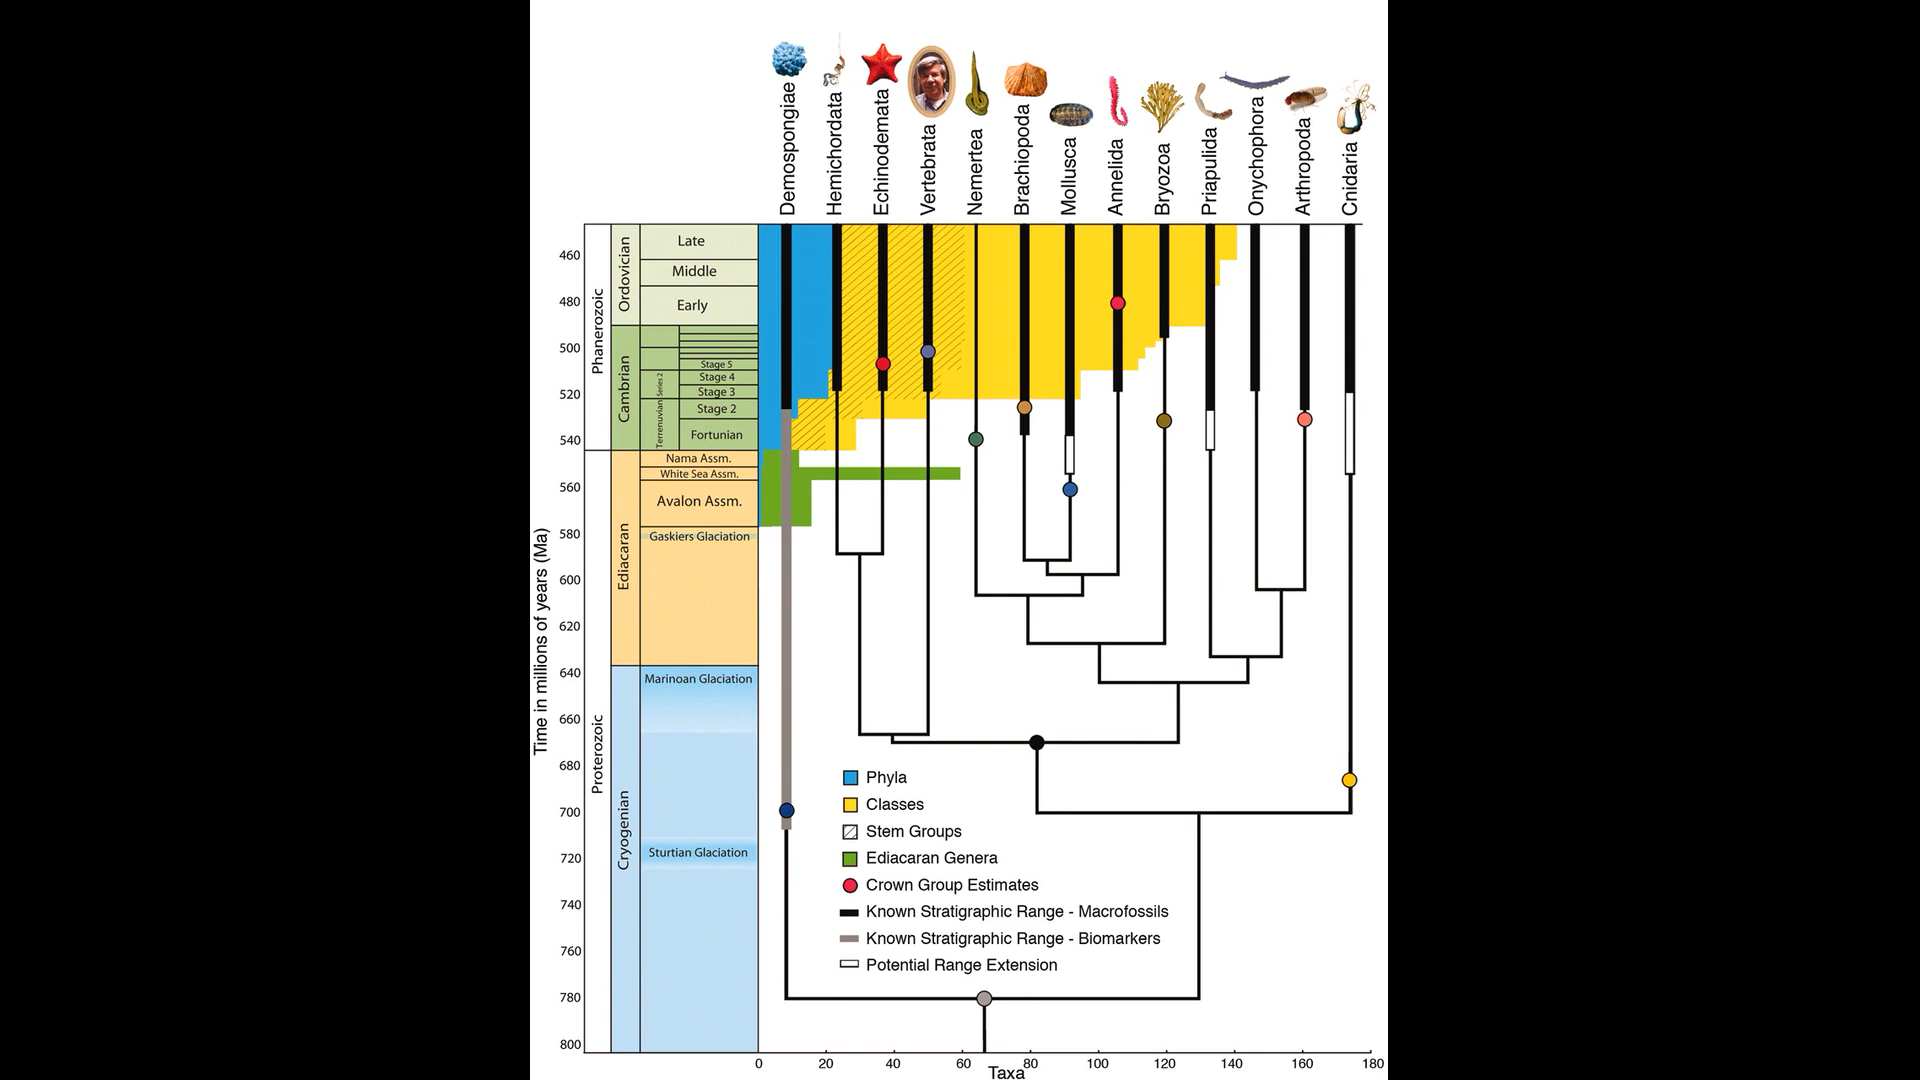 Demospongiae
Hemichordata
Echinodemata
Vertebrata
Nemertea
Brachiopoda
Mollusca
Annelida
Bryozoa
Priapulida
Onychophora
Arthropoda
Cnidaria
Time in millions of years (Ma)
460
480
500
520
540
560
580
600
620
640
660
680
700
720
740
760
780
800
Phanerozoic
Proterozoic
Ordovician
Cambrian
Ediacaran
Cryogenian
Late
Middle
Early
Terrenuvian
Series 2
Stage 5
Stage 4
Stage 3
Stage 2
Fortunian
Nama Assm.
White Sea Assm.
Avalon Assm.
Gaskiers Glaciation
Marinoan Glaciation
Sturtian Glaciation
Phyla
Classes
Stem Groups
Ediacaran Genera
Crown Group Estimates
Known Stratigraphic Range - Macrofossils
Known Stratigraphic Range - Biomarkers
Potential Range Extension
0 20 40 60 80 100 120 140 160 180
Taxa